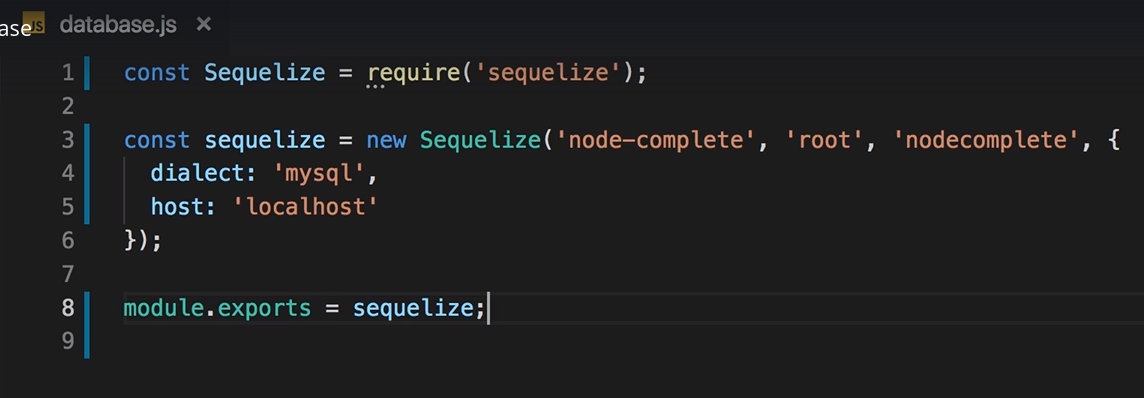 ase JS database.js ×
1 const Sequelize = require('sequelize');
2
3 const sequelize = new Sequelize('node-complete', 'root', 'nodecomplete', {
4 dialect: 'mysql',
5 host: 'localhost'
6 });
7
8 module.exports = sequelize;
9